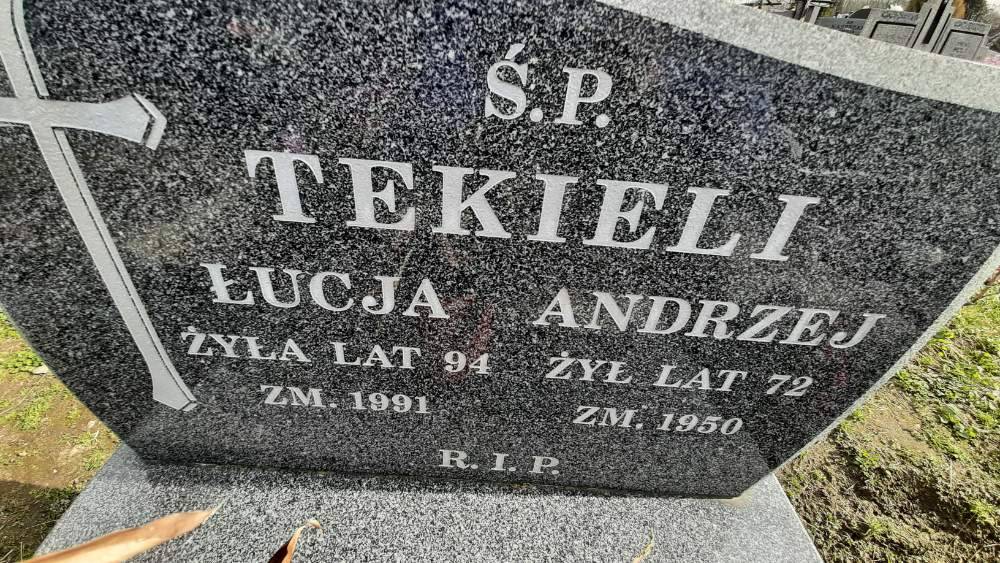 Ś.P.
TEKIELI
ŁUCJA ANDRZEJ
ŻYŁA LAT 94 ŻYŁ LAT 72
ZM. 1991 ZM. 1950
R. I. P.